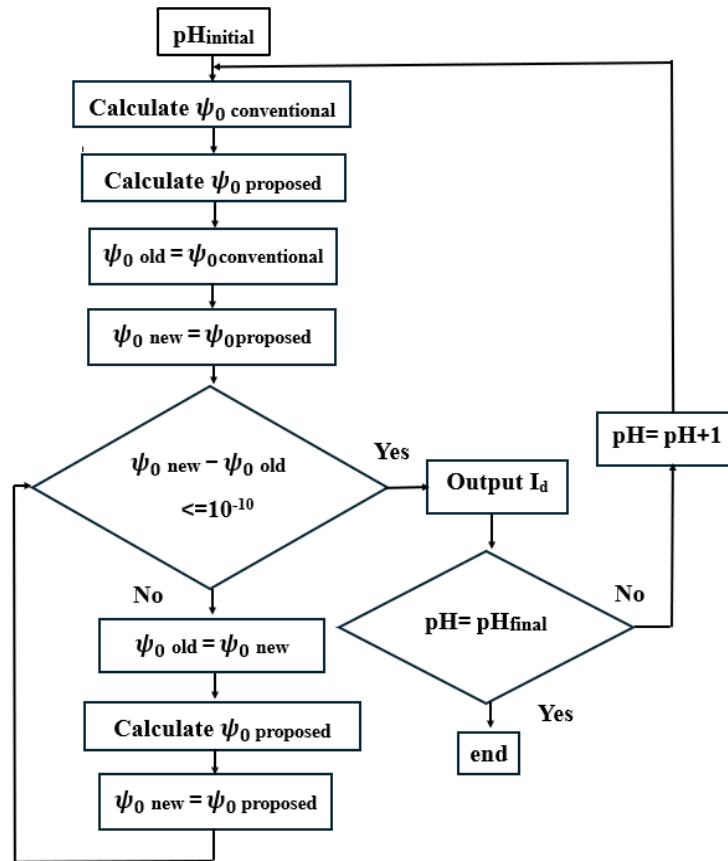 pHinitial
Calculate ψ0 conventional
Calculate ψ0 proposed
ψ0 old = ψ0conventional
ψ0 new = ψ0proposed
ψ0 new − ψ0 old
<=10-10
Yes
No
Output Id
pH= pH+1
pH= pHfinal
No
Yes
end
ψ0 old = ψ0 new
Calculate ψ0 proposed
ψ0 new = ψ0 proposed